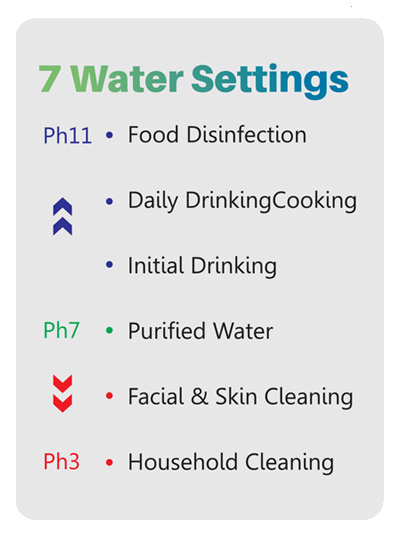 7 Water Settings
Ph11 • Food Disinfection
• Daily DrinkingCooking
• Initial Drinking
Ph7 • Purified Water
• Facial & Skin Cleaning
Ph3 • Household Cleaning